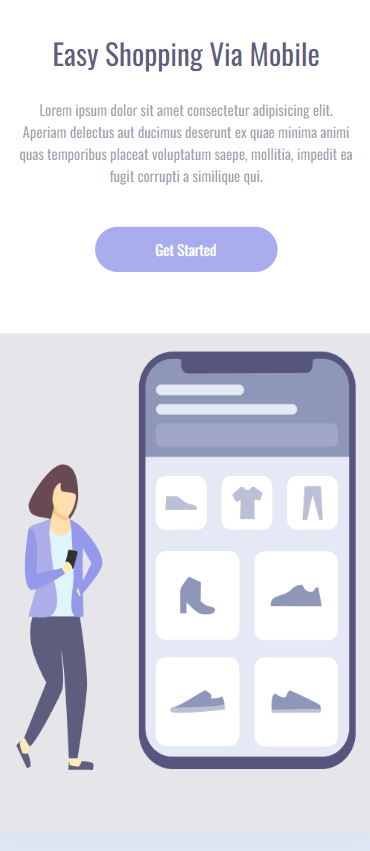 Easy Shopping Via Mobile
Lorem ipsum dolor sit amet consectetur adipisicing elit.
Aperiam delectus aut ducimus deserunt ex quae minima animi
quas temporibus placeat voluptatum saepe, mollitia, impedit ea
fugit corrupti a similique qui.
Get Started